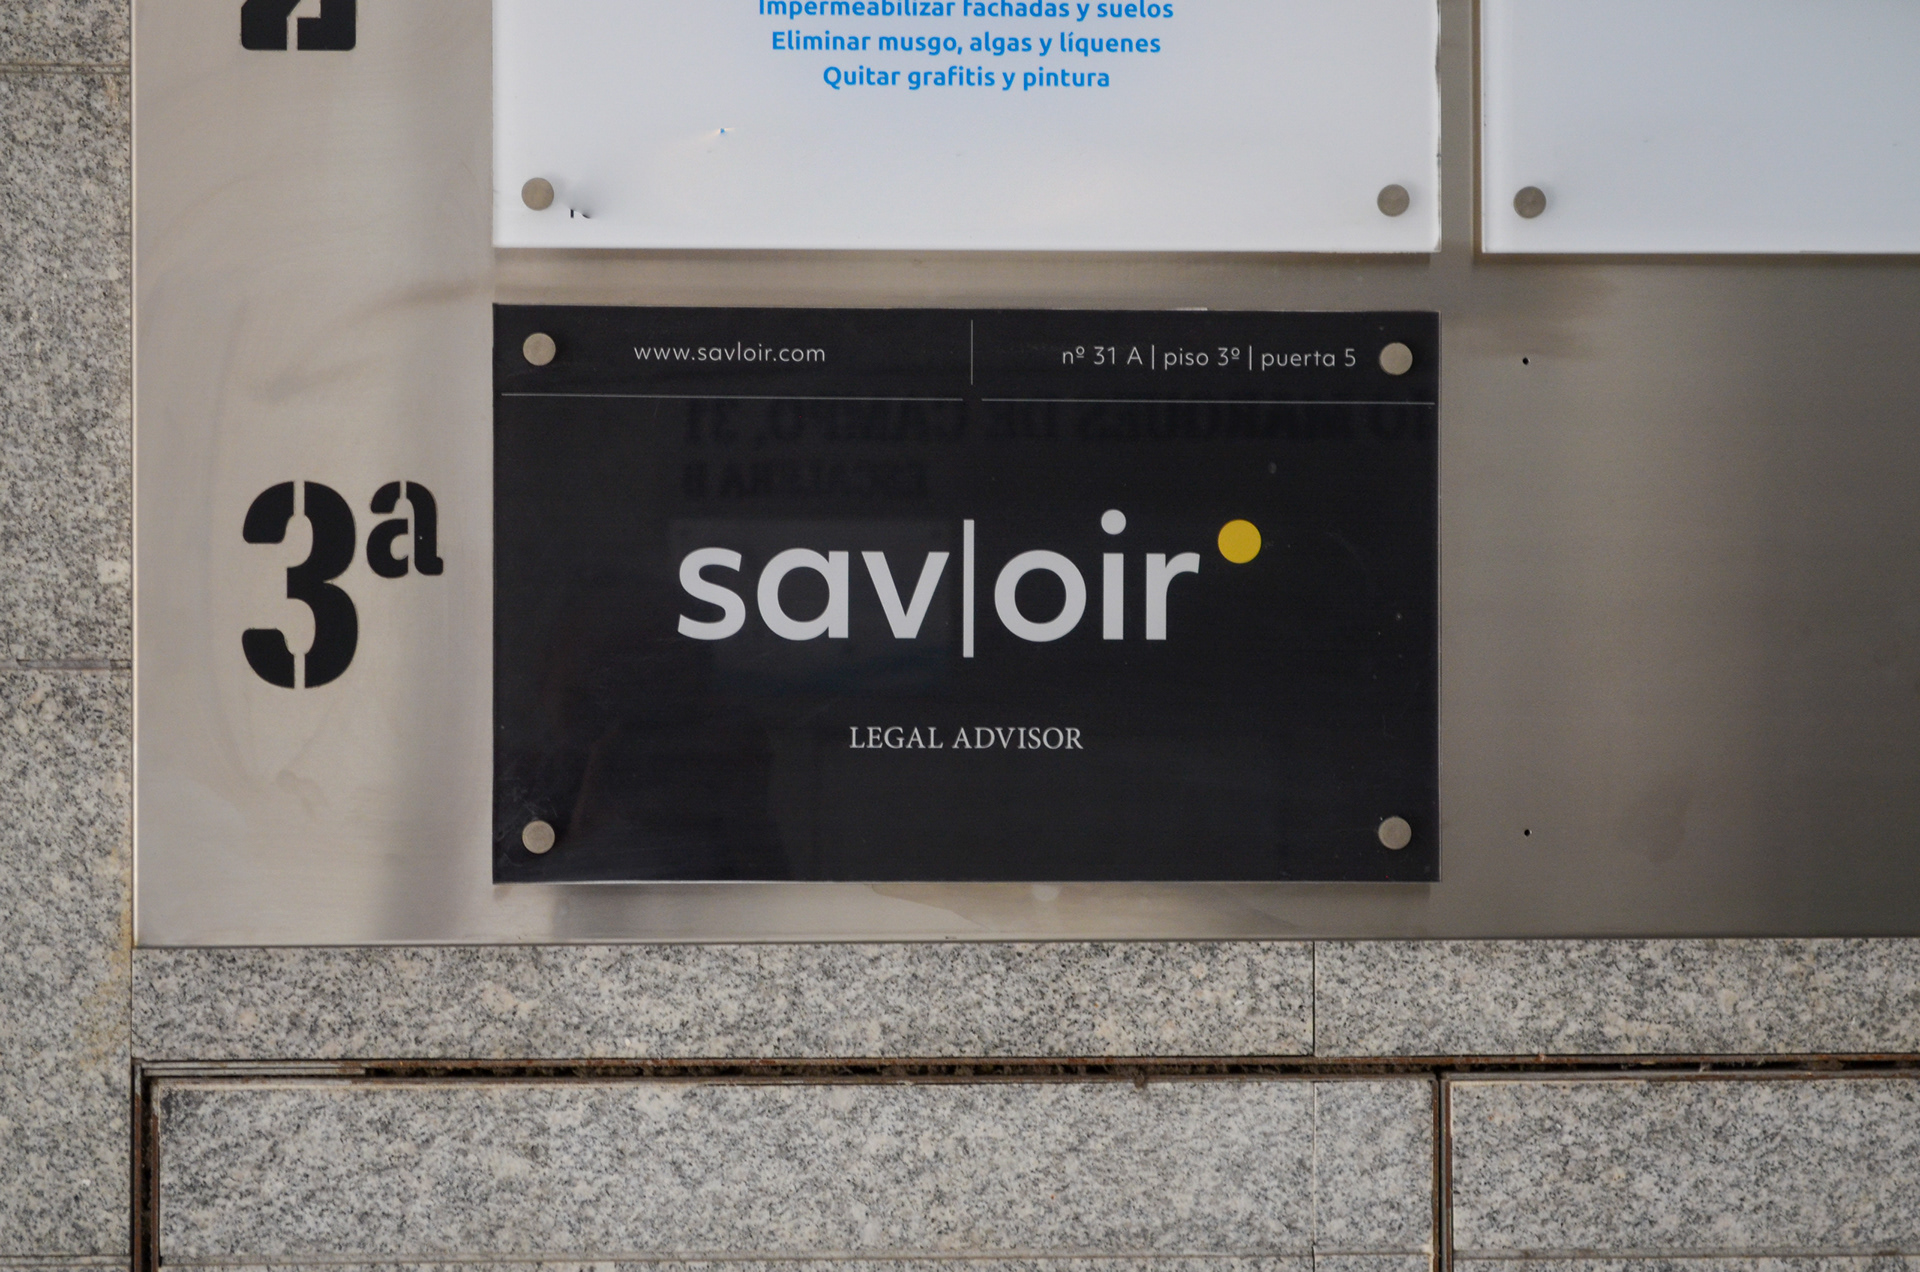 Impermeabilizar fachadas y suelos
Eliminar musgo, algas y líquenes
Quitar grafitis y pintura
www.savloir.com
nº 31 A | piso 3º | puerta 5
3ª
sav|oir
LEGAL ADVISOR